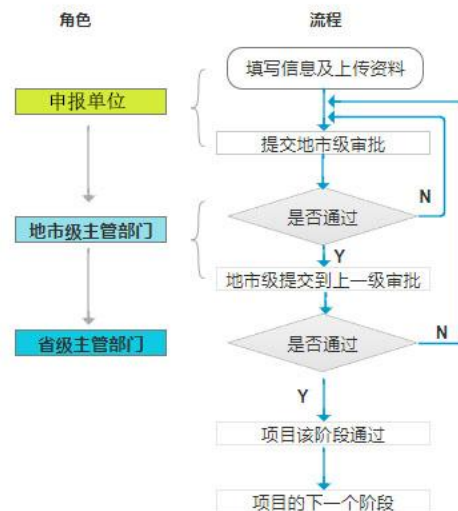 角色
流程
填写信息及上传资料
申报单位
提交地市级审批
是否通过
N
地市级主管部门
Y
地市级提交到上一级审批
省级主管部门
是否通过
N
Y
项目该阶段通过
项目的下一个阶段